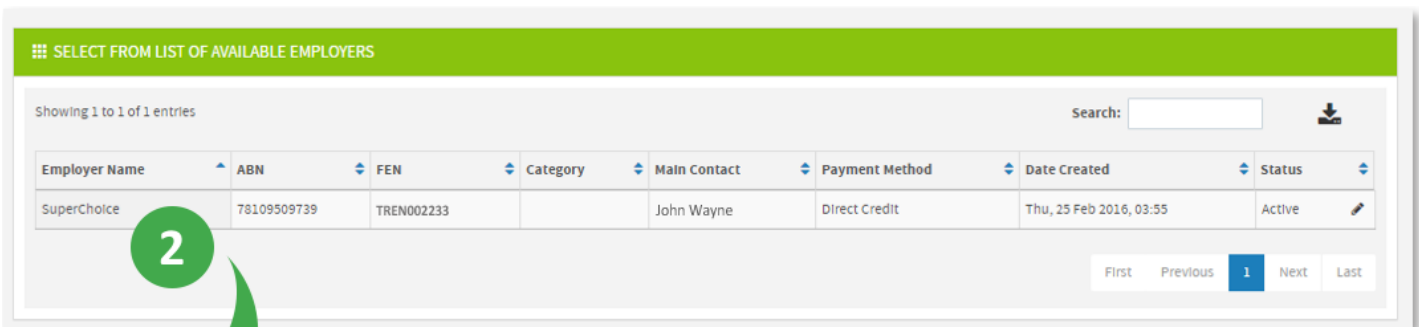 SELECT FROM LIST OF AVAILABLE EMPLOYERS
Showing 1 to 1 of 1 entries Search:
Employer Name ABN FEN Category Main Contact Payment Method Date Created Status
SuperChoice 78109509739 TREN002233 John Wayne Direct Credit Thu, 25 Feb 2016, 03:55 Active
2
First Previous 1 Next Last